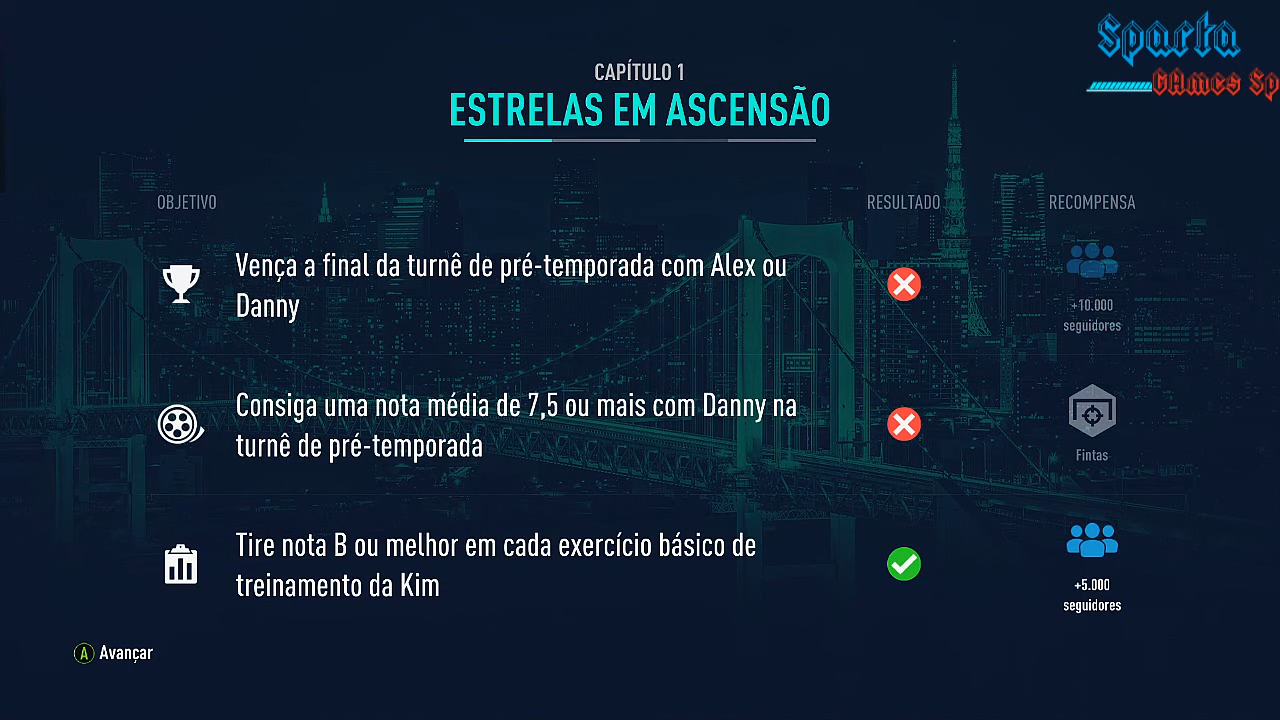 Sparta
GAmes Sp
CAPÍTULO 1
ESTRELAS EM ASCENSÃO
OBJETIVO
RESULTADO
RECOMPENSA
Vença a final da turnê de pré-temporada com Alex ou
Danny
+10.000
seguidores
Consiga uma nota média de 7,5 ou mais com Danny na
turnê de pré-temporada
Fintas
Tire nota B ou melhor em cada exercício básico de
treinamento da Kim
+5.000
seguidores
A Avançar